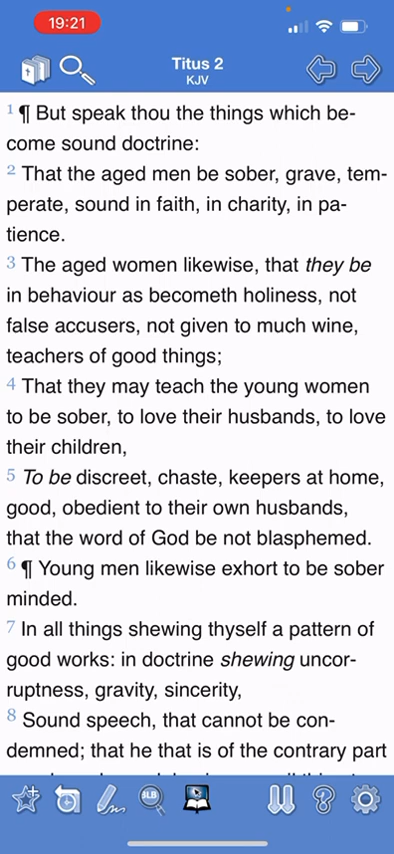 19:21
Titus 2
KJV
1 ¶ But speak thou the things which be-
come sound doctrine:
2 That the aged men be sober, grave, tem-
perate, sound in faith, in charity, in pa-
tience.
3 The aged women likewise, that they be
in behaviour as becometh holiness, not
false accusers, not given to much wine,
teachers of good things;
4 That they may teach the young women
to be sober, to love their husbands, to love
their children,
5 To be discreet, chaste, keepers at home,
good, obedient to their own husbands,
that the word of God be not blasphemed.
6 ¶ Young men likewise exhort to be sober
minded.
7 In all things shewing thyself a pattern of
good works: in doctrine shewing uncor-
ruptness, gravity, sincerity,
8 Sound speech, that cannot be con-
demned; that he that is of the contrary part
BLB